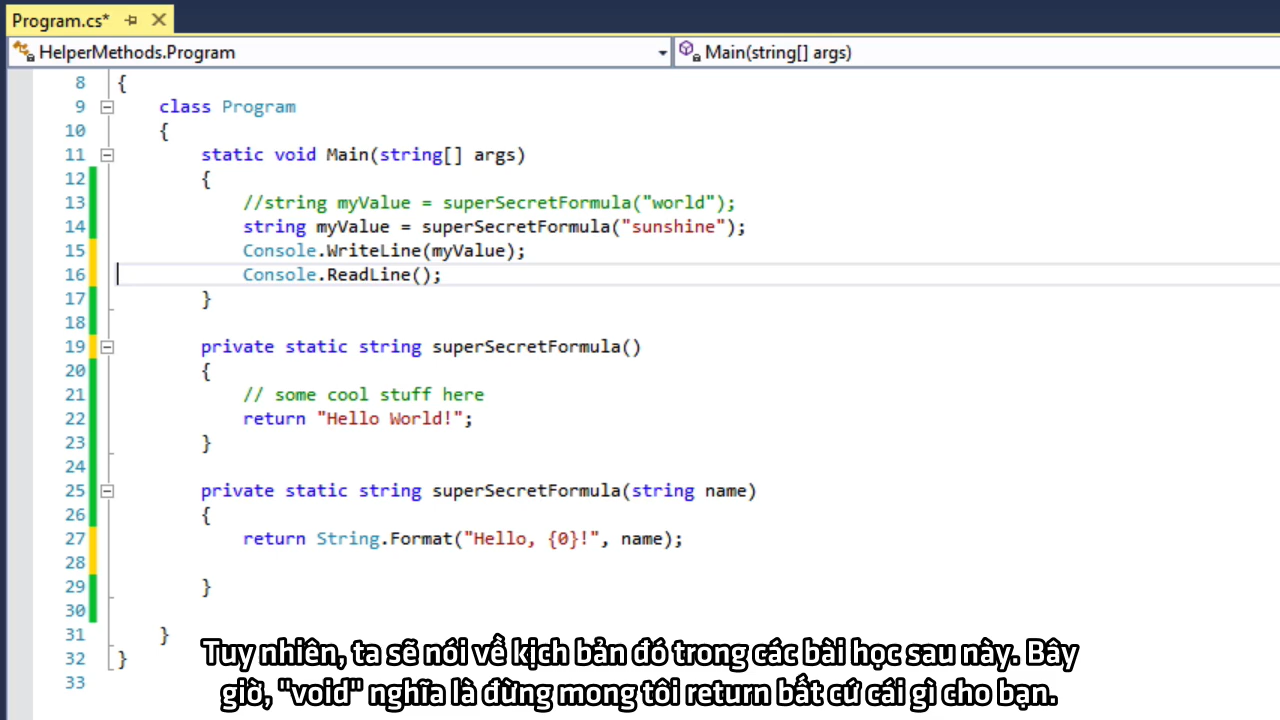 Program.cs*
HelperMethods.Program
Main(string[] args)
8 {
9 class Program
10 {
11 static void Main(string[] args)
12 {
13 //string myValue = superSecretFormula("world");
14 string myValue = superSecretFormula("sunshine");
15 Console.WriteLine(myValue);
16 Console.ReadLine();
17 }
18
19 private static string superSecretFormula()
20 {
21 // some cool stuff here
22 return "Hello World!";
23 }
24
25 private static string superSecretFormula(string name)
26 {
27 return String.Format("Hello, {0}!", name);
28
29 }
30
31 }
32 }
33
Tuy nhiên, ta sẽ nói về kịch bản đó trong các bài học sau này. Bây
giờ, "void" nghĩa là đừng mong tôi return bất cứ cái gì cho bạn.